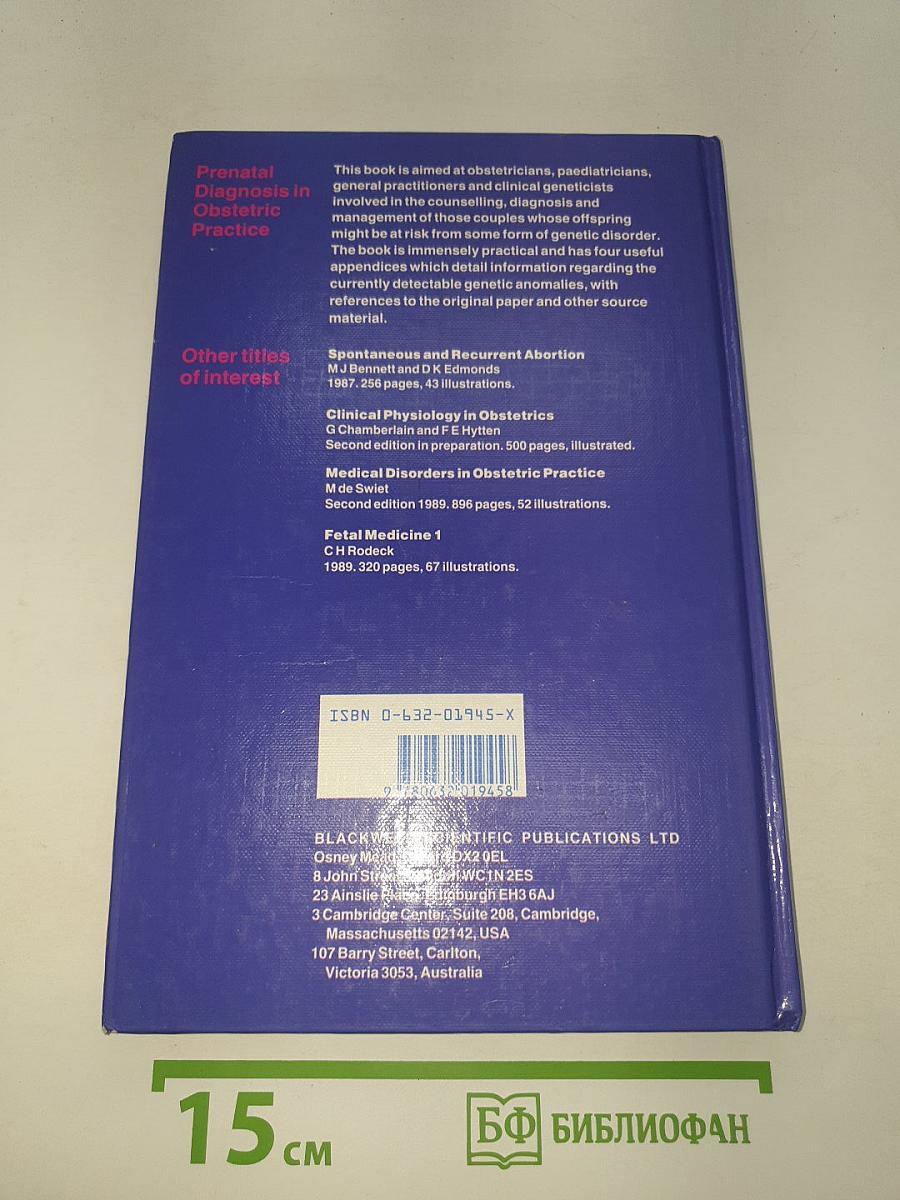 Prenatal
Diagnosis in
Obstetric
Practice
This book is aimed at obstetricians, paediatricians,
general practitioners and clinical geneticists
involved in the counselling, diagnosis and
management of those couples whose offspring
might be at risk from some form of genetic disorder.
The book is immensely practical and has four useful
appendices which detail information regarding the
currently detectable genetic anomalies, with
references to the original paper and other source
material.
Other titles
of interest
Spontaneous and Recurrent Abortion
M J Bennett and D K Edmonds
1987. 256 pages, 43 illustrations.
Clinical Physiology in Obstetrics
G Chamberlain and F E Hytten
Second edition in preparation. 500 pages, illustrated.
Medical Disorders in Obstetric Practice
M de Swiet
Second edition 1989. 896 pages, 52 illustrations.
Fetal Medicine 1
C H Rodeck
1989. 320 pages, 67 illustrations.
ISBN 0-632-01945-X
9 780632 019458
BLACKWELL SCIENTIFIC PUBLICATIONS LTD
Osney OX2 0EL
8 John WC1N 2ES
23 Ainslie Place, Edinburgh EH3 6AJ
3 Cambridge Center, Suite 208, Cambridge,
Massachusetts 02142, USA
107 Barry Street, Carlton,
Victoria 3053, Australia
15 см
БФ БИБЛИОФАН